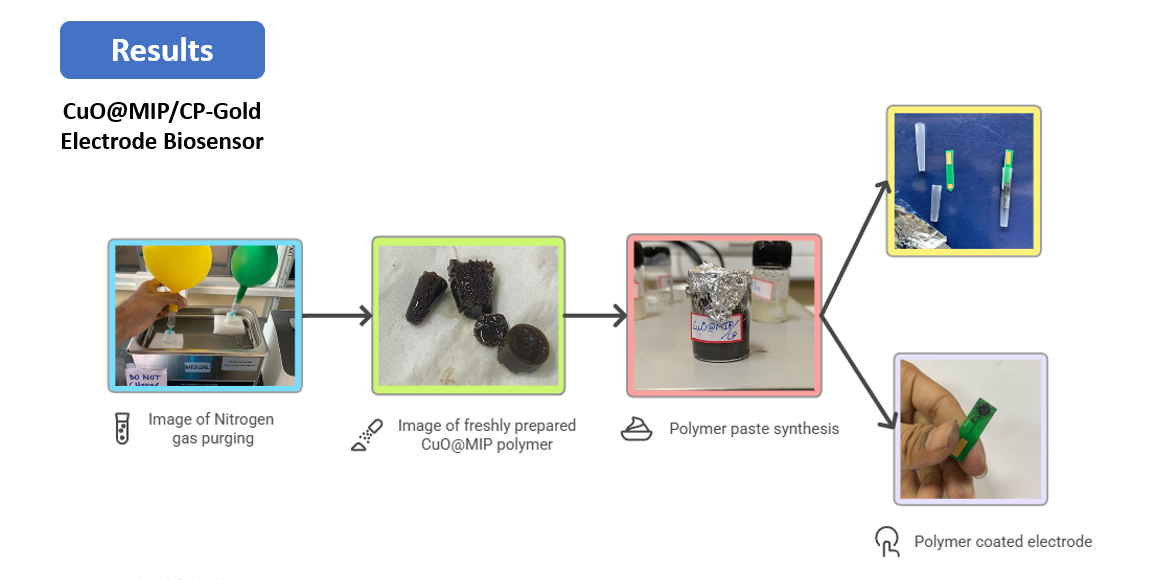 Results
CuO@MIP/CP-Gold
Electrode Biosensor
DO NOT
WATER LEVEL
CuO@MIP/
CP
Image of Nitrogen
gas purging
Image of freshly prepared
CuO@MIP polymer
Polymer paste synthesis
Polymer coated electrode